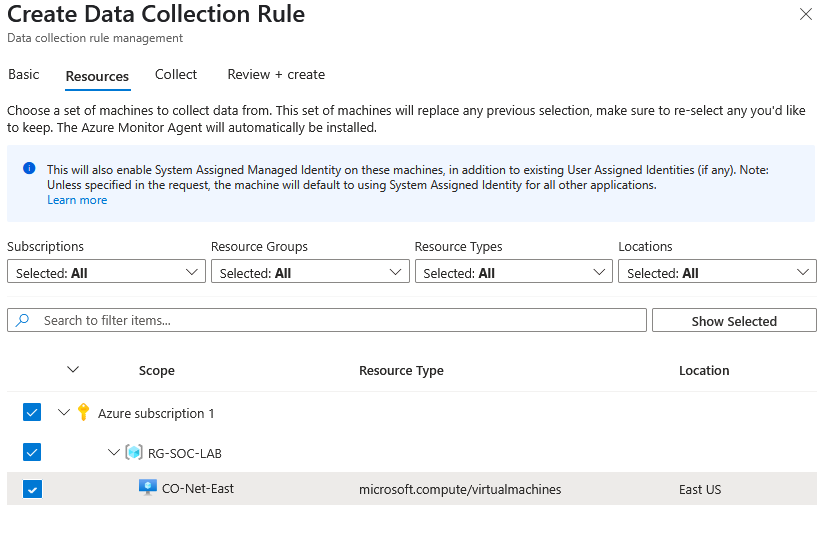 Create Data Collection Rule
Data collection rule management
Basic
Resources
Collect
Review + create
Choose a set of machines to collect data from. This set of machines will replace any previous selection, make sure to re-select any you'd like
to keep. The Azure Monitor Agent will automatically be installed.
This will also enable System Assigned Managed Identity on these machines, in addition to existing User Assigned Identities (if any). Note:
Unless specified in the request, the machine will default to using System Assigned Identity for all other applications.
Learn more
Subscriptions
Resource Groups
Resource Types
Locations
Selected: All
Selected: All
Selected: All
Selected: All
Search to filter items...
Show Selected
Scope
Resource Type
Location
Azure subscription 1
RG-SOC-LAB
CO-Net-East
microsoft.compute/virtualmachines
East US